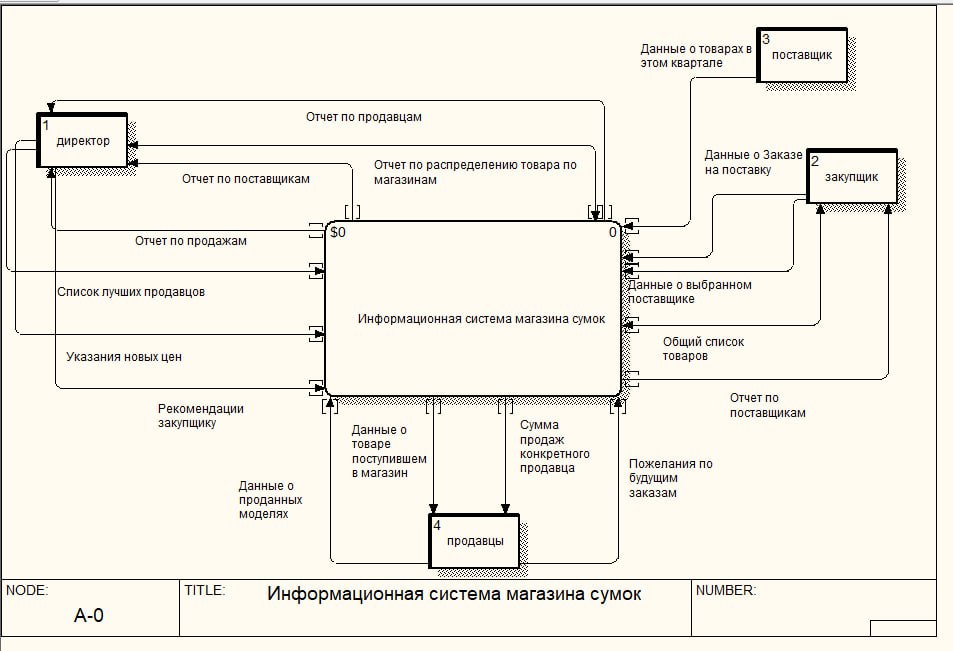 3
поставщик
Данные о товарах в
этом квартале
1
директор
Отчет по продавцам
Отчет по распределению товара по
магазинам
Отчет по поставщикам
Данные о Заказе
на поставку
2
закупщик
$0
0
Отчет по продажам
Список лучших продавцов
Данные о выбранном
поставщике
Информационная система магазина сумок
Общий список
товаров
Указания новых цен
Рекомендации
закупщику
Отчет по
поставщикам
Данные о
товаре
поступившем
в магазин
Сумма
продаж
конкретного
продавца
Пожелания по
будущим
заказам
Данные о
проданных
моделях
4
продавцы
NODE:
A-0
TITLE:
Информационная система магазина сумок
NUMBER: